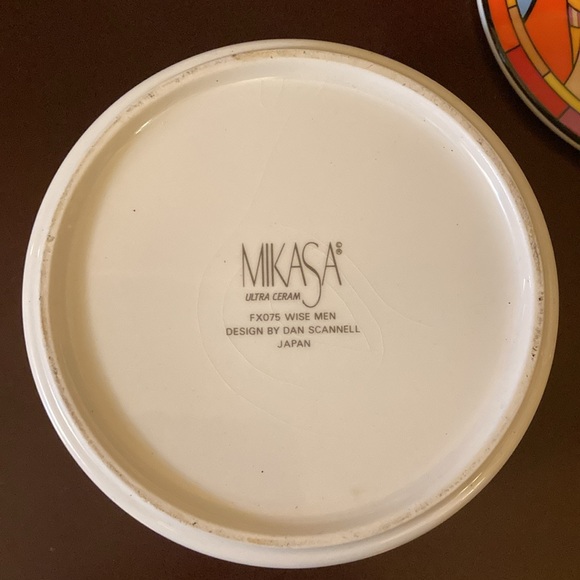 MIKASA©®
ULTRA CERAM
FX075 WISE MEN
DESIGN BY DAN SCANNELL
JAPAN